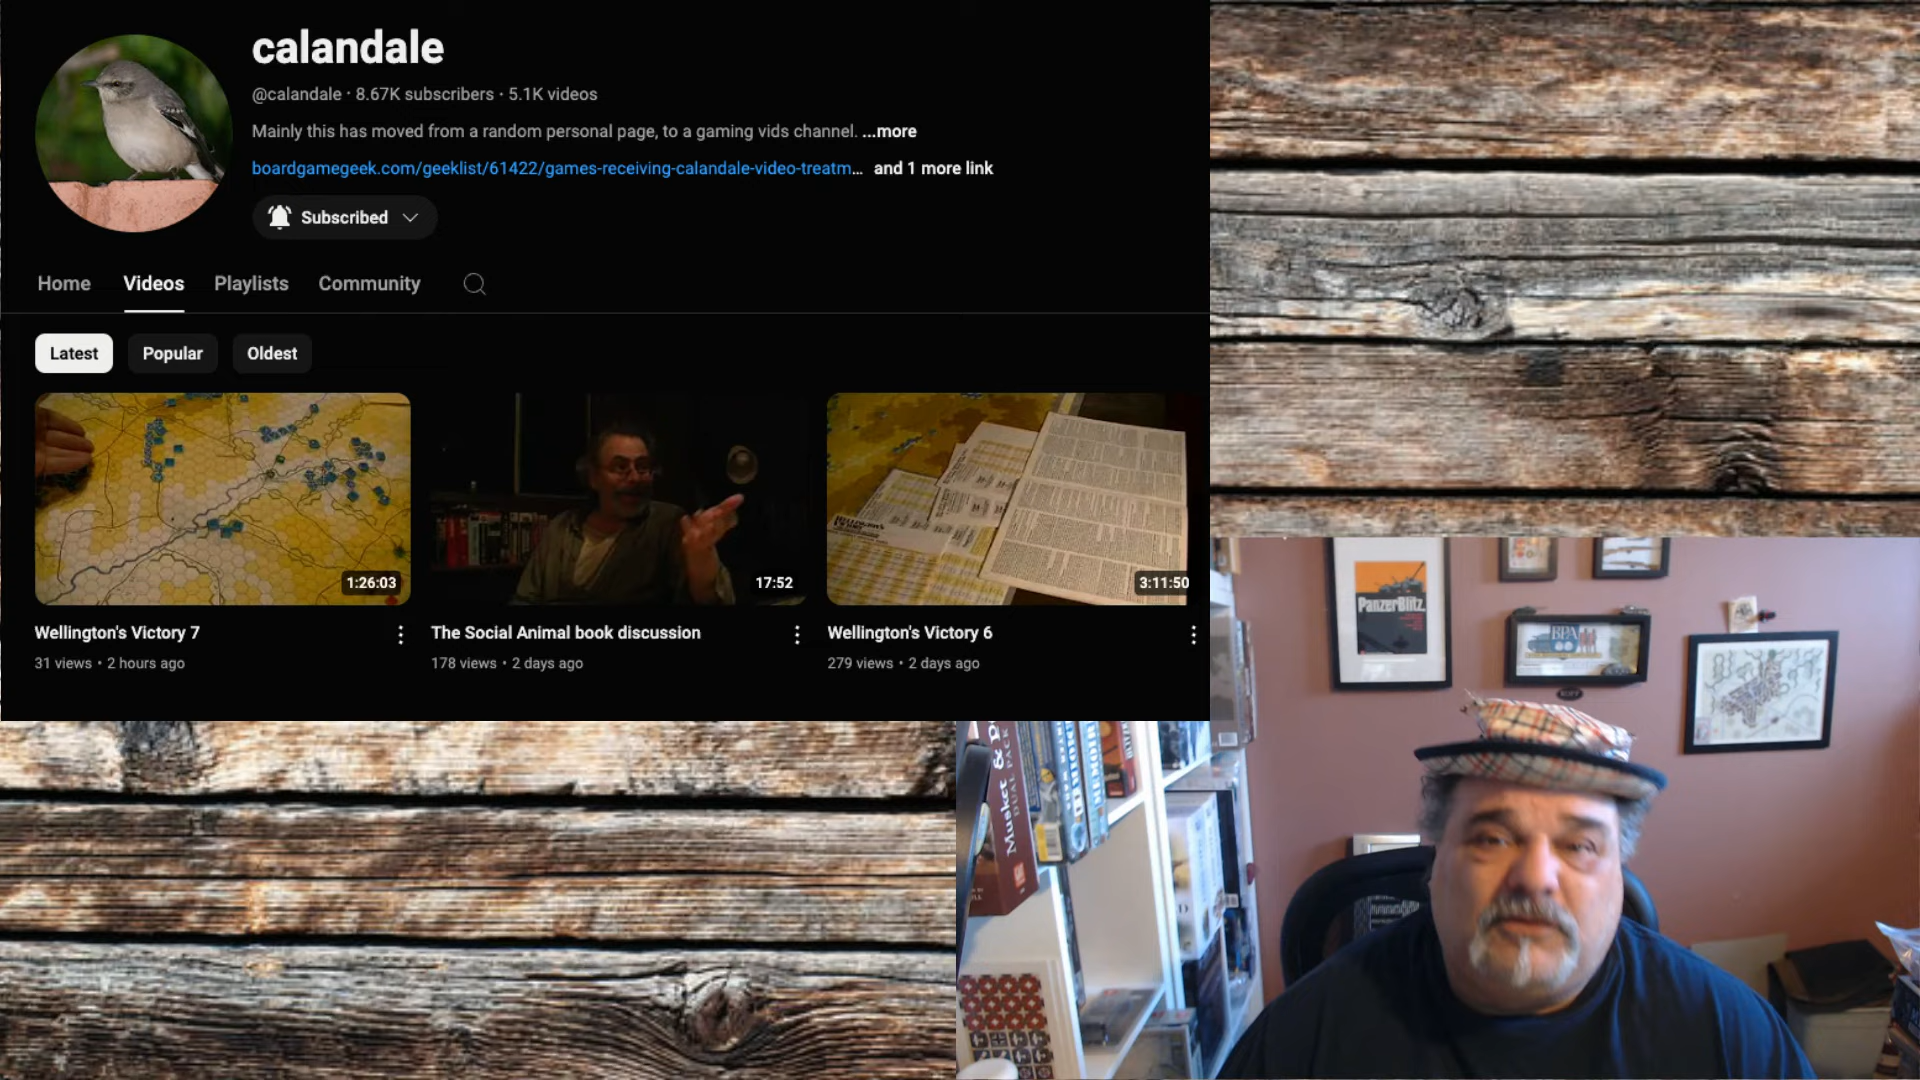 calandale
@calandale · 8.67K subscribers · 5.1K videos
Mainly this has moved from a random personal page, to a gaming vids channel. ...more
boardgamegeek.com/geeklist/61422/games-receiving-calandale-video-treatm... and 1 more link
Subscribed
Home Videos Playlists Community
Latest Popular Oldest
1:26:03
17:52
3:11:50
Wellington's Victory 7
31 views • 2 hours ago
The Social Animal book discussion
178 views • 2 days ago
Wellington's Victory 6
279 views • 2 days ago
PanzerBlitz
BPA
Musket &
DUAL PACK